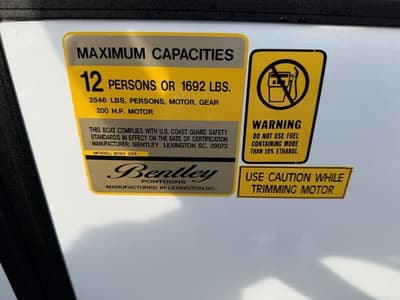 MAXIMUM CAPACITIES
12 PERSONS OR 1692 LBS.
2546 LBS, PERSONS, MOTOR, GEAR
200 H.P. MOTOR
THIS BOAT COMPLIES WITH U.S. COAST GUARD SAFETY
STANDARDS IN EFFECT ON THE DATE OF CERTIFICATION
MANUFACTURER: BENTLEY LEXINGTON SC. 29073
MODEL:
Bentley
PONTOONS
MANUFACTURED IN LEXINGTON,SC.
WARNING
DO NOT USE FUEL
CONTAINING MORE
THAN 10% ETHANOL.
USE CAUTION WHILE
TRIMMING MOTOR